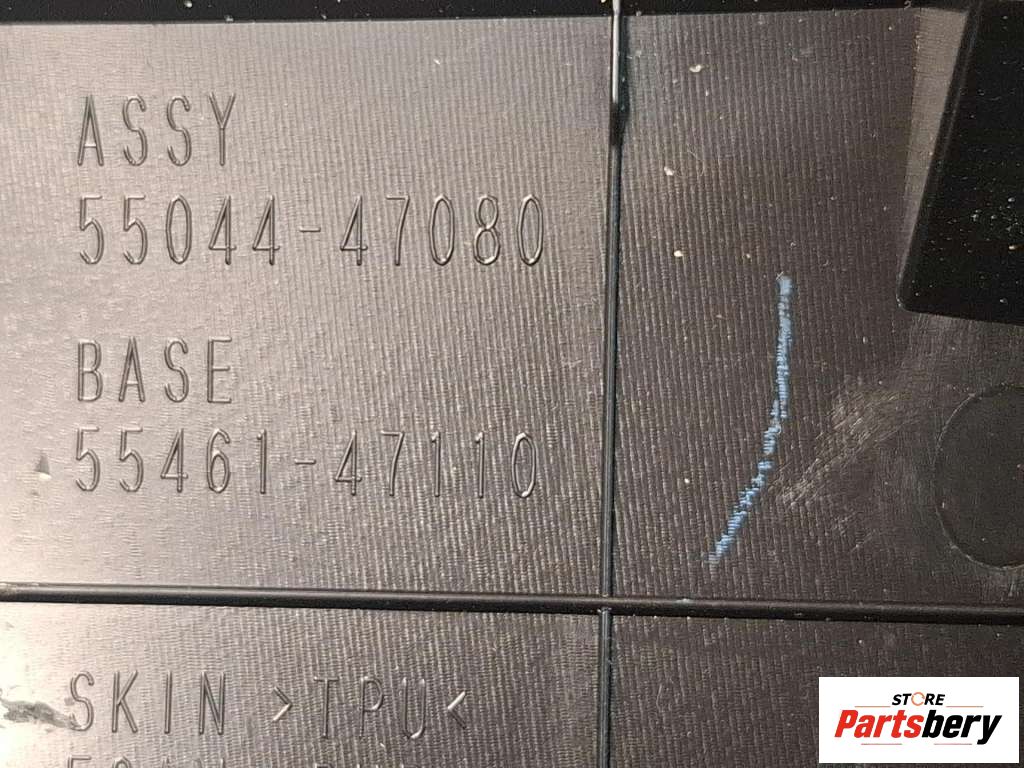 ASSY
55044-47080
BASE
55461-47110
SKIN >TPU<
STORE
Partsbery